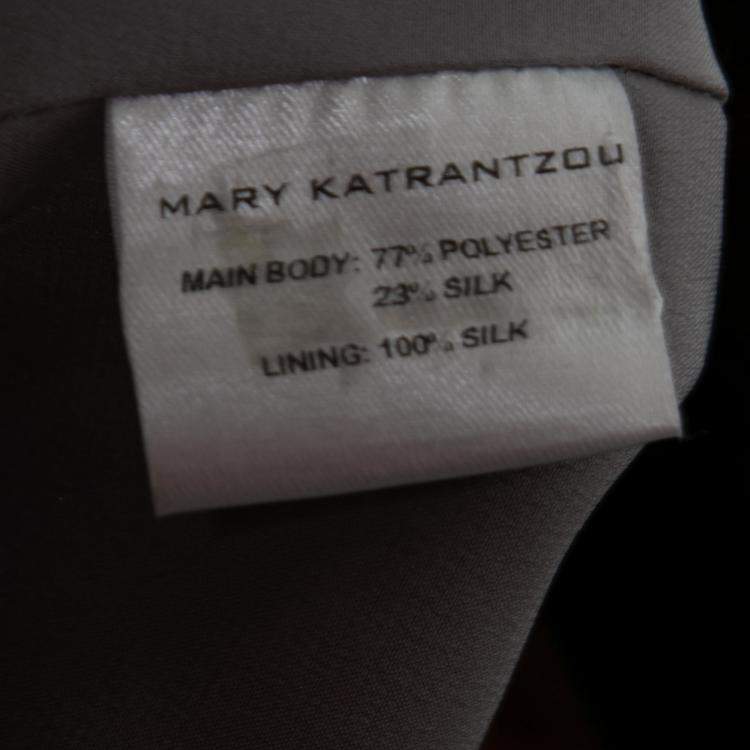 MARY KATRANTZOU
MAIN BODY: 77% POLYESTER
23% SILK
LINING: 100% SILK